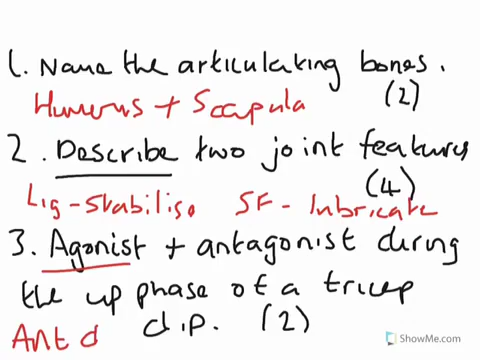 1. Name the articulating bones.
Humerus + Scapula (2)
2. Describe two joint features
(4)
Lig - Stabilise SF - lubricate
3. Agonist + antagonist during
the up phase of a tricep
Ant d dip. (2)
ShowMe.com